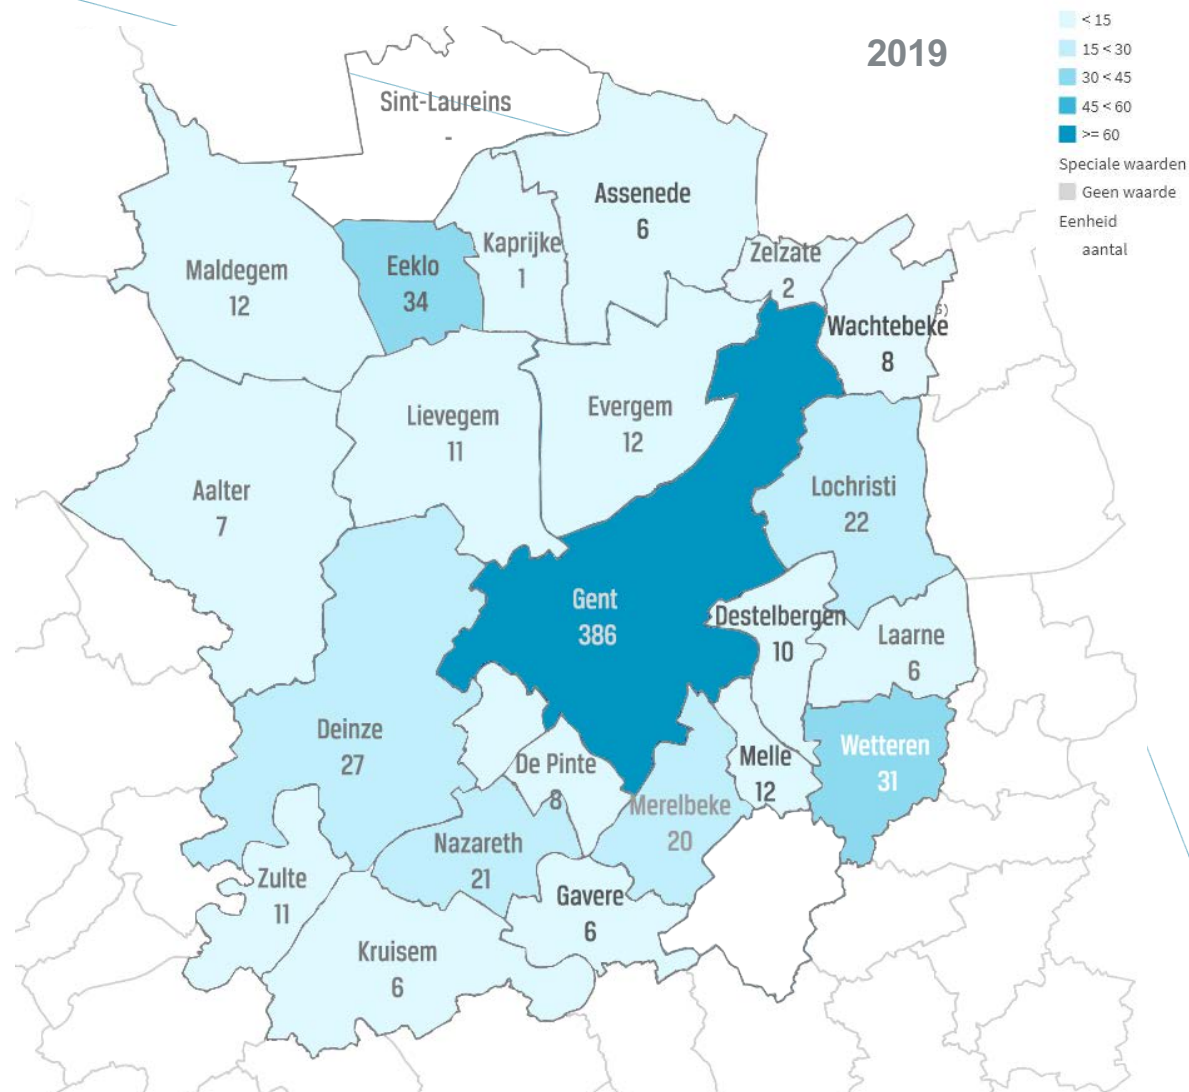 2019
< 15
15 < 30
30 < 45
45 < 60
>= 60
Speciale waarden
Geen waarde
Eenheid
aantal
Sint-Laureins
-
Assenede
6
Kaprijke
1
Zelzate
2
Maldegem
12
Eeklo
34
Wachtebeke
8
Lievegem
11
Evergem
12
Aalter
7
Lochristi
22
Gent
386
Destelbergen
10
Laarne
6
Deinze
27
De Pinte
8
Melle
12
Wetteren
31
Merelbeke
20
Nazareth
21
Zulte
11
Gavere
6
Kruisem
6